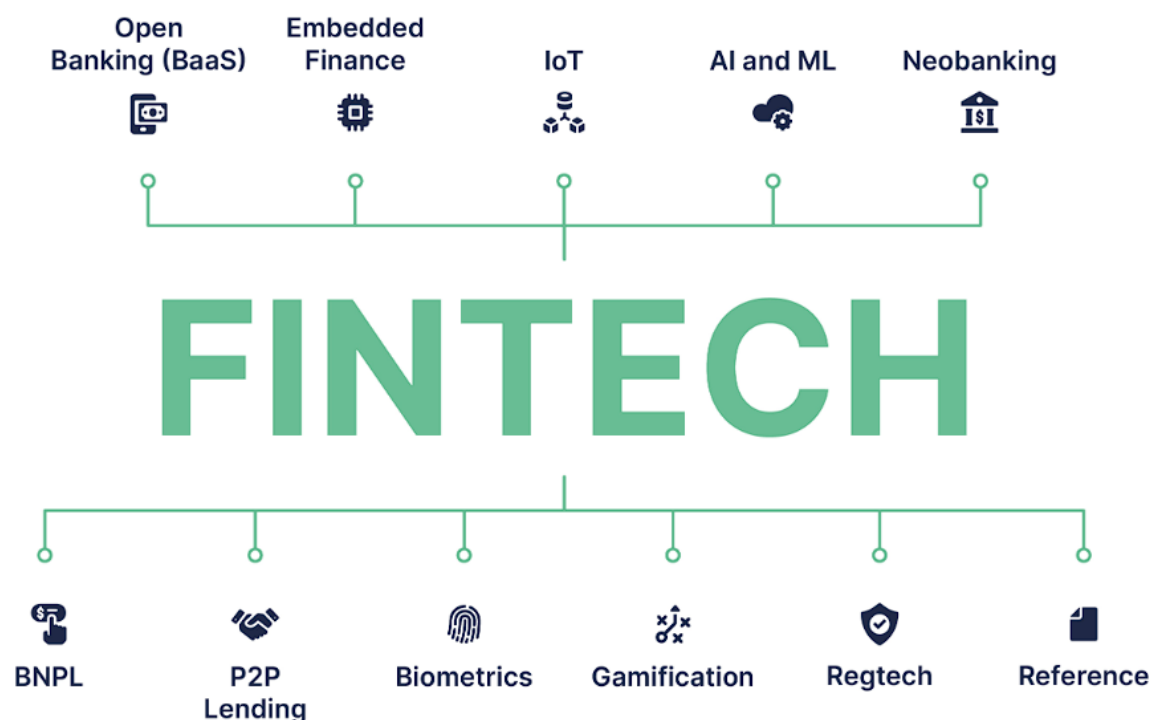 Open
Banking (BaaS)
Embedded
Finance
IoT
AI and ML
Neobanking
FINTECH
BNPL
P2P
Lending
Biometrics
Gamification
Regtech
Reference